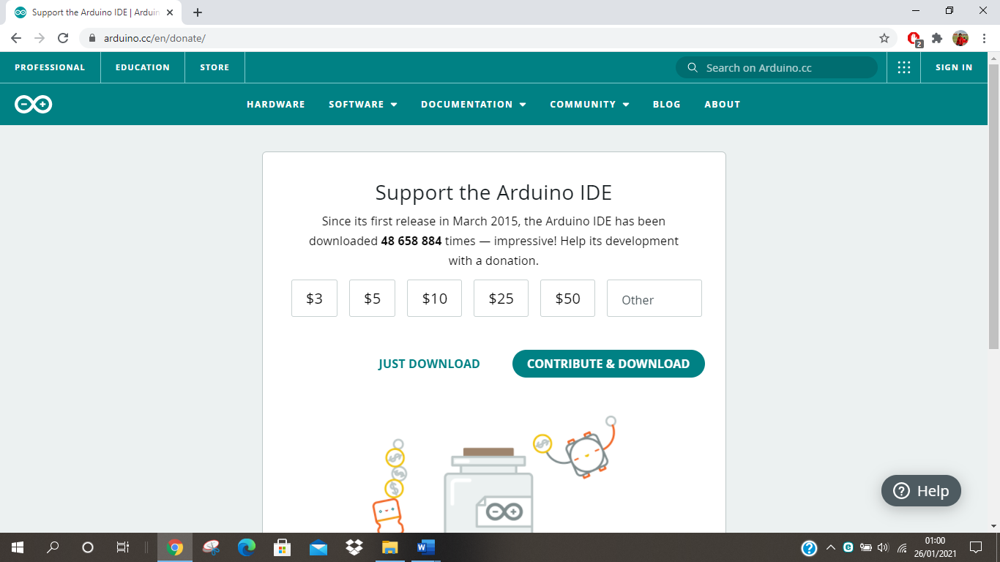 Support the Arduino IDE | Arduin
arduino.cc/en/donate/
2
PROFESSIONAL EDUCATION STORE Search on Arduino.cc SIGN IN
HARDWARE SOFTWARE DOCUMENTATION COMMUNITY BLOG ABOUT
Support the Arduino IDE
Since its first release in March 2015, the Arduino IDE has been
downloaded 48 658 884 times — impressive! Help its development
with a donation.
$3 $5 $10 $25 $50 Other
JUST DOWNLOAD CONTRIBUTE & DOWNLOAD
Help
01:00
26/01/2021